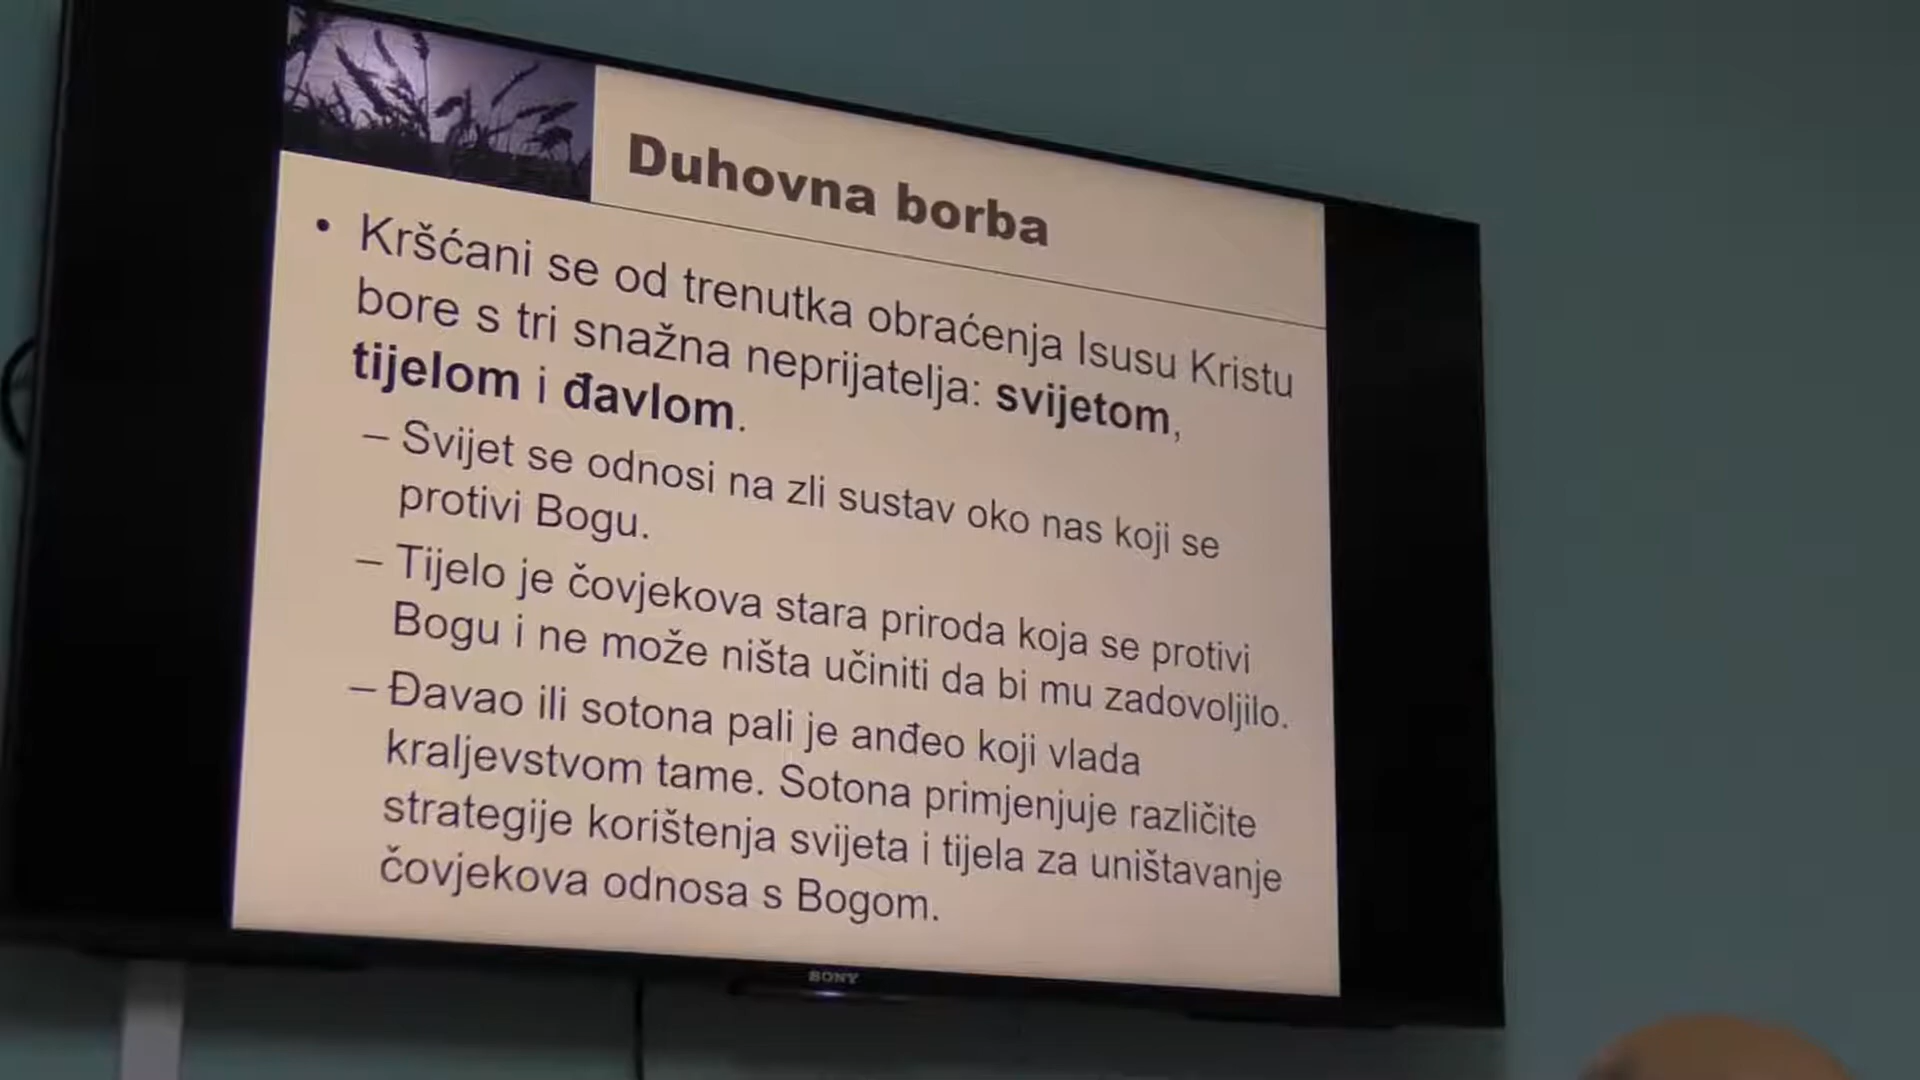 Duhovna borba
• Kršćani se od trenutka obraćenja Isusu Kristu
bore s tri snažna neprijatelja: svijetom,
tijelom i đavlom.
– Svijet se odnosi na zli sustav oko nas koji se
protivi Bogu.
– Tijelo je čovjekova stara priroda koja se protivi
Bogu i ne može ništa učiniti da bi mu zadovoljilo.
– Đavao ili sotona pali je anđeo koji vlada
kraljevstvom tame. Sotona primjenjuje različite
strategije korištenja svijeta i tijela za uništavanje
čovjekova odnosa s Bogom.
SONY